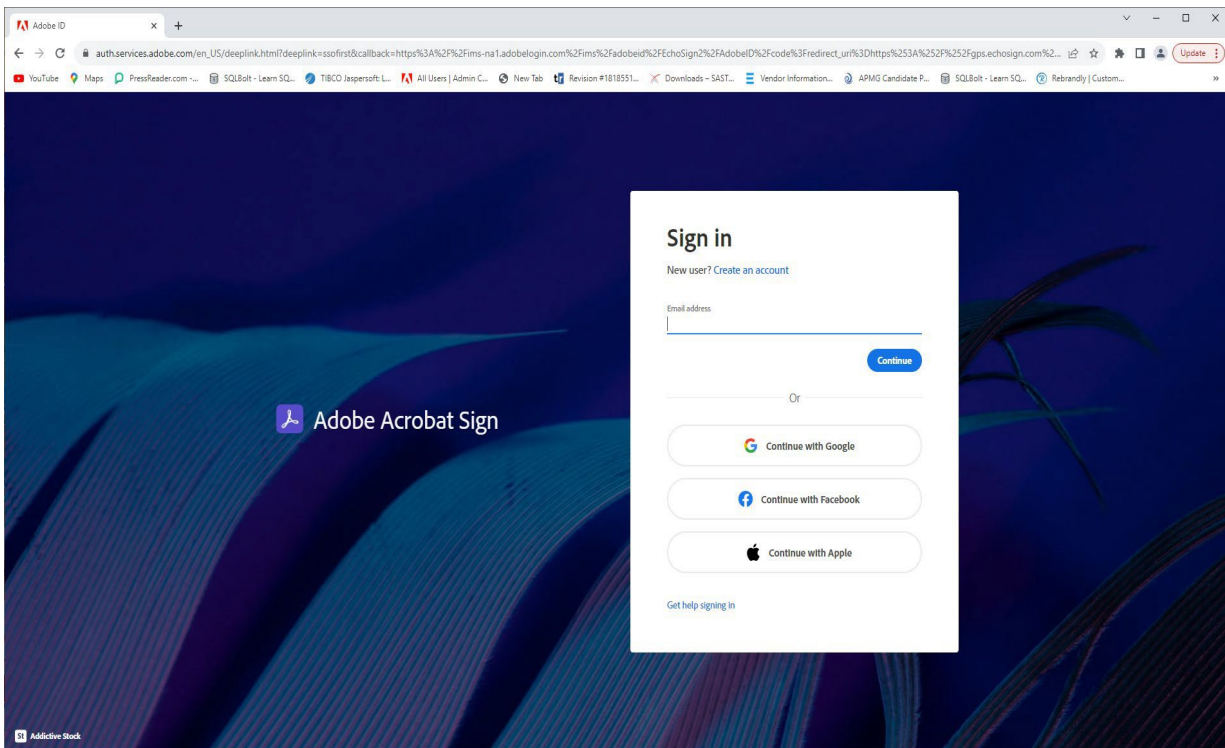 Adobe ID
auth.services.adobe.com/en_US/deeplink.html?deeplink=ssofirst&callback=https%3A%2F%2Fims-na1.adobelogin.com%2Fims%2Fadobeid%2FEchoSign2%2FAdobeID%2Fcode%3Fredirect_uri%3Dhttps%253A%252F%252Fgps.echosign.com%2... Update
YouTube Maps PressReader.com -... SQLBolt - Learn SQ... TIBCO Jaspersoft: L... All Users | Admin C... New Tab Revision #1818551... Downloads – SAST... Vendor Information... APMG Candidate P... SQLBolt - Learn SQ... Rebrandly | Custom... »
Sign in
New user? Create an account
Email address
Continue
Or
Adobe Acrobat Sign
Continue with Google
Continue with Facebook
Continue with Apple
Get help signing in
St Addictive Stock